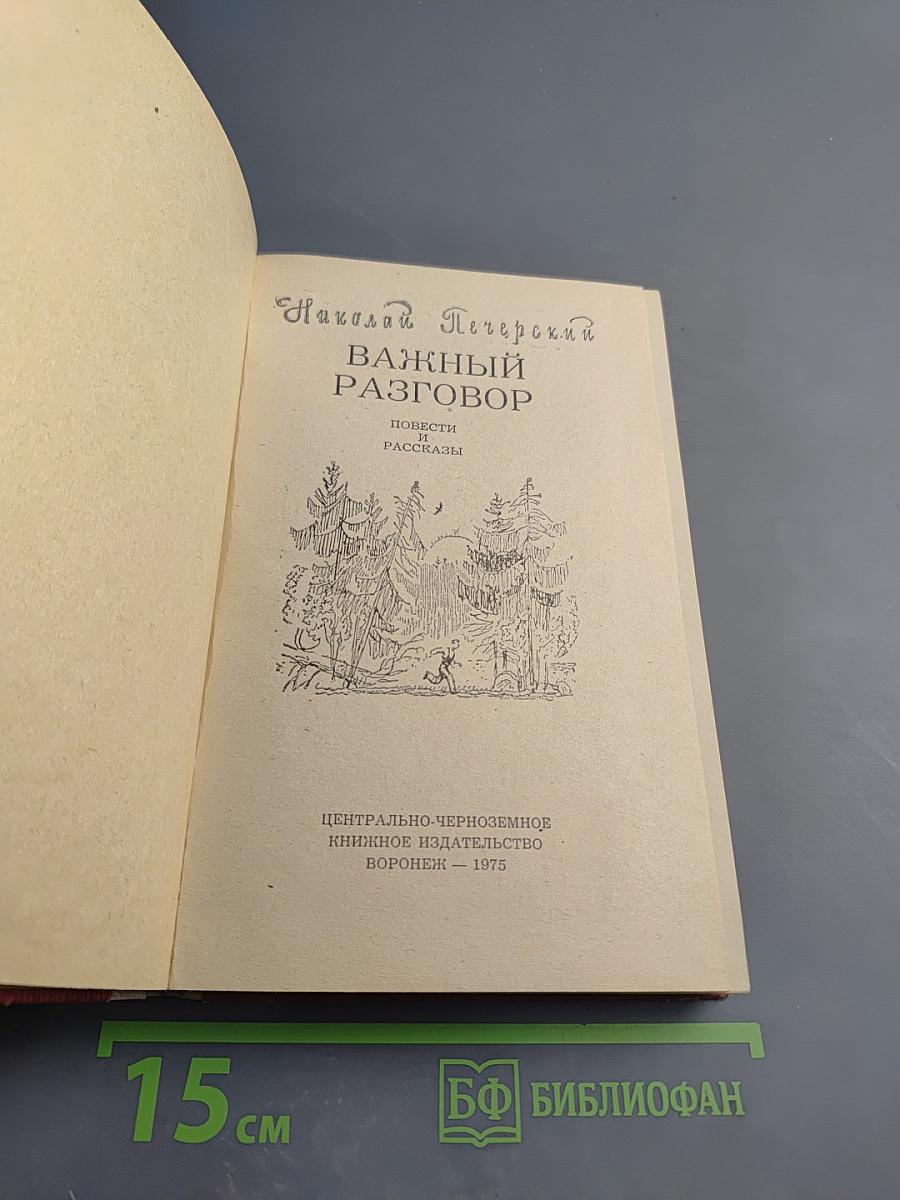 Николай Печерский
ВАЖНЫЙ
РАЗГОВОР
ПОВЕСТИ
И
РАССКАЗЫ
ЦЕНТРАЛЬНО-ЧЕРНОЗЕМНОЕ
КНИЖНОЕ ИЗДАТЕЛЬСТВО
ВОРОНЕЖ — 1975
15 см
БФ БИБЛИОФАН